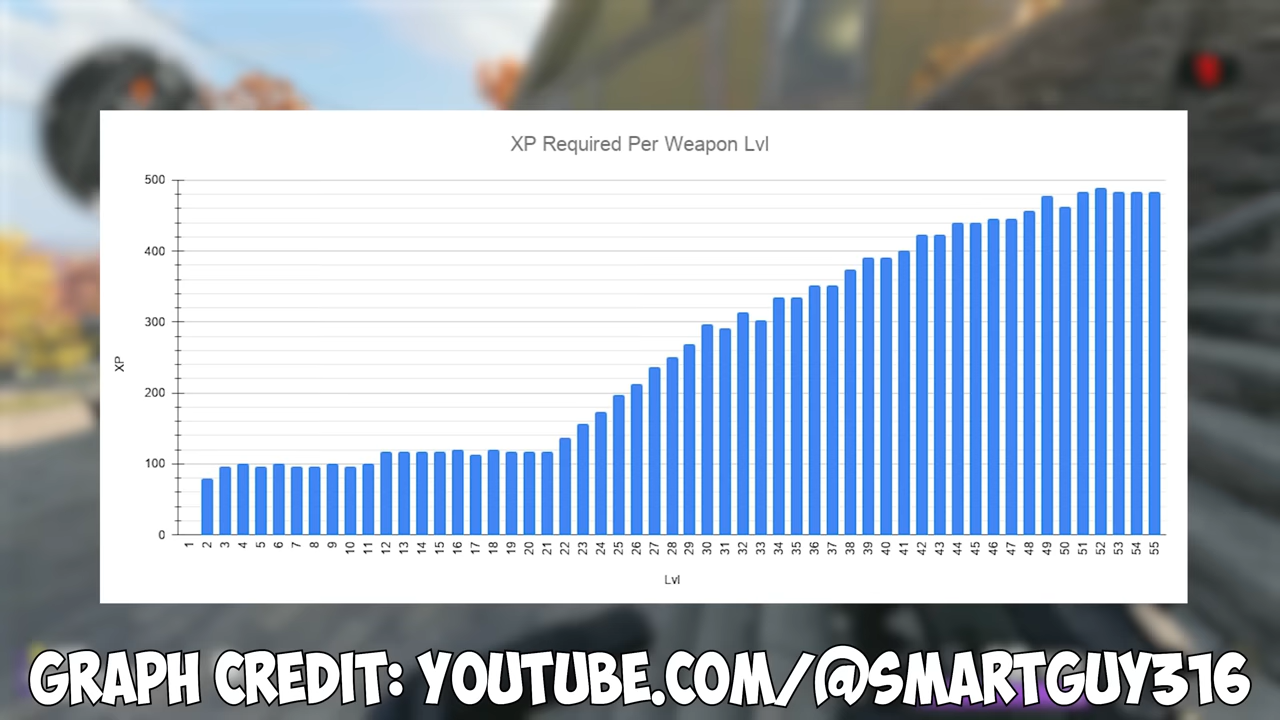 XP Required Per Weapon Lvl
500
400
300
200
100
0
XP
1 2 3 4 5 6 7 8 9 10 11 12 13 14 15 16 17 18 19 20 21 22 23 24 25 26 27 28 29 30 31 32 33 34 35 36 37 38 39 40 41 42 43 44 45 46 47 48 49 50 51 52 53 54 55
Lvl
GRAPH CREDIT: YOUTUBE.COM/@SMARTGUY316